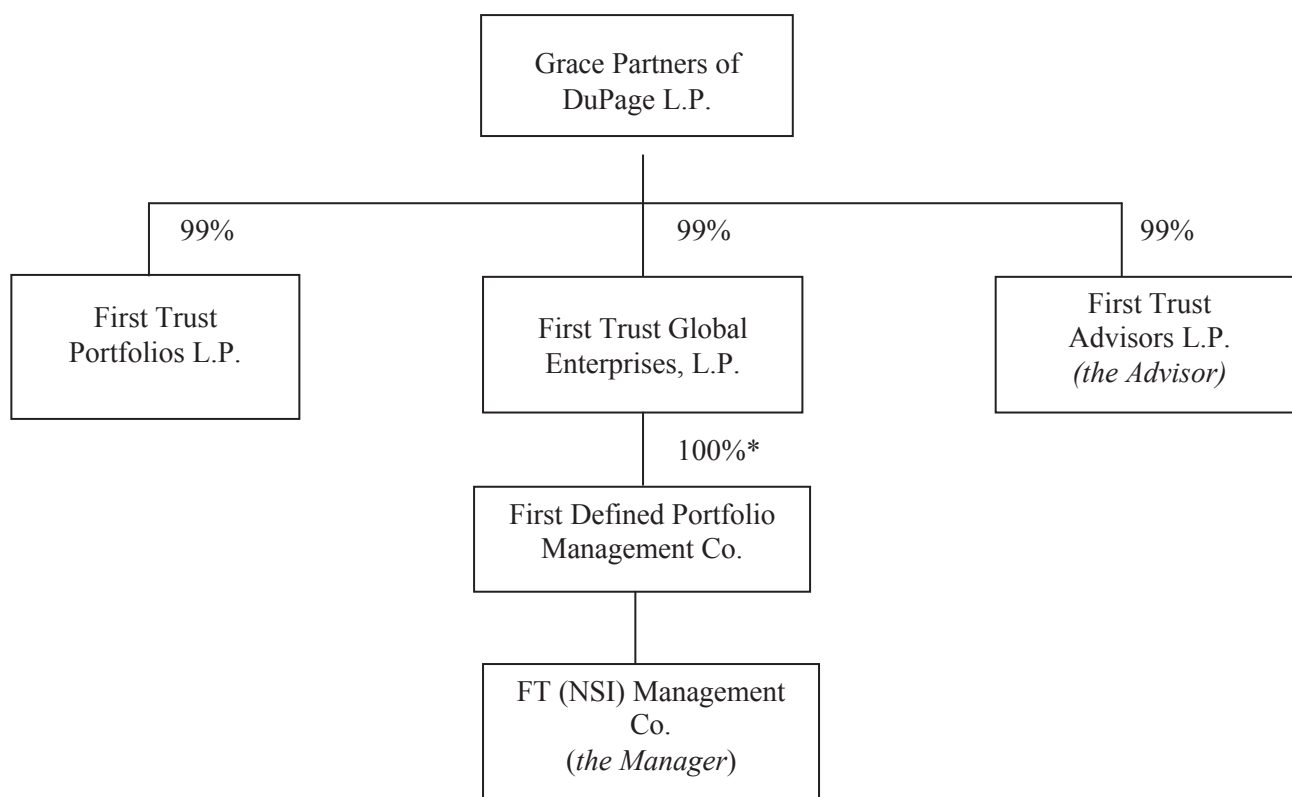 Grace Partners of
DuPage L.P.
99%
99%
99%
First Trust
Portfolios L.P.
First Trust Global
Enterprises, L.P.
First Trust
Advisors L.P.
(the Advisor)
100%*
First Defined Portfolio
Management Co.
FT (NSI) Management
Co.
(the Manager)